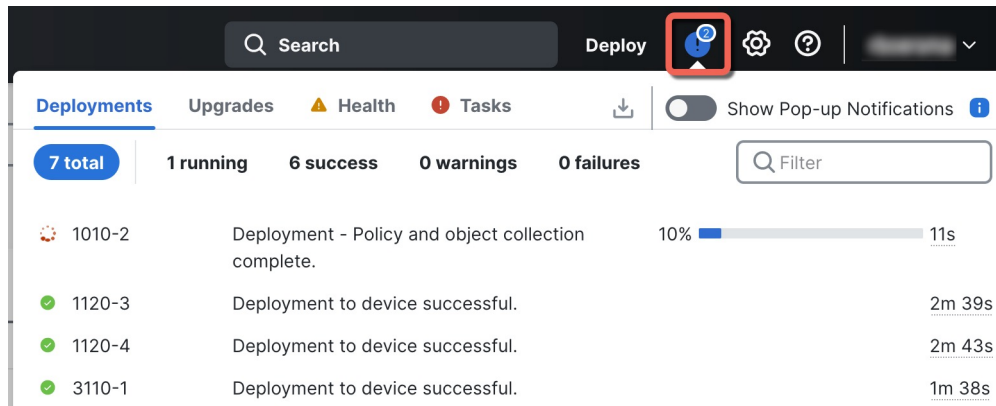 Search Deploy 2
Deployments Upgrades Health Tasks Show Pop-up Notifications
7 total 1 running 6 success 0 warnings 0 failures Filter
1010-2 Deployment - Policy and object collection 10% 11s
complete.
1120-3 Deployment to device successful. 2m 39s
1120-4 Deployment to device successful. 2m 43s
3110-1 Deployment to device successful. 1m 38s